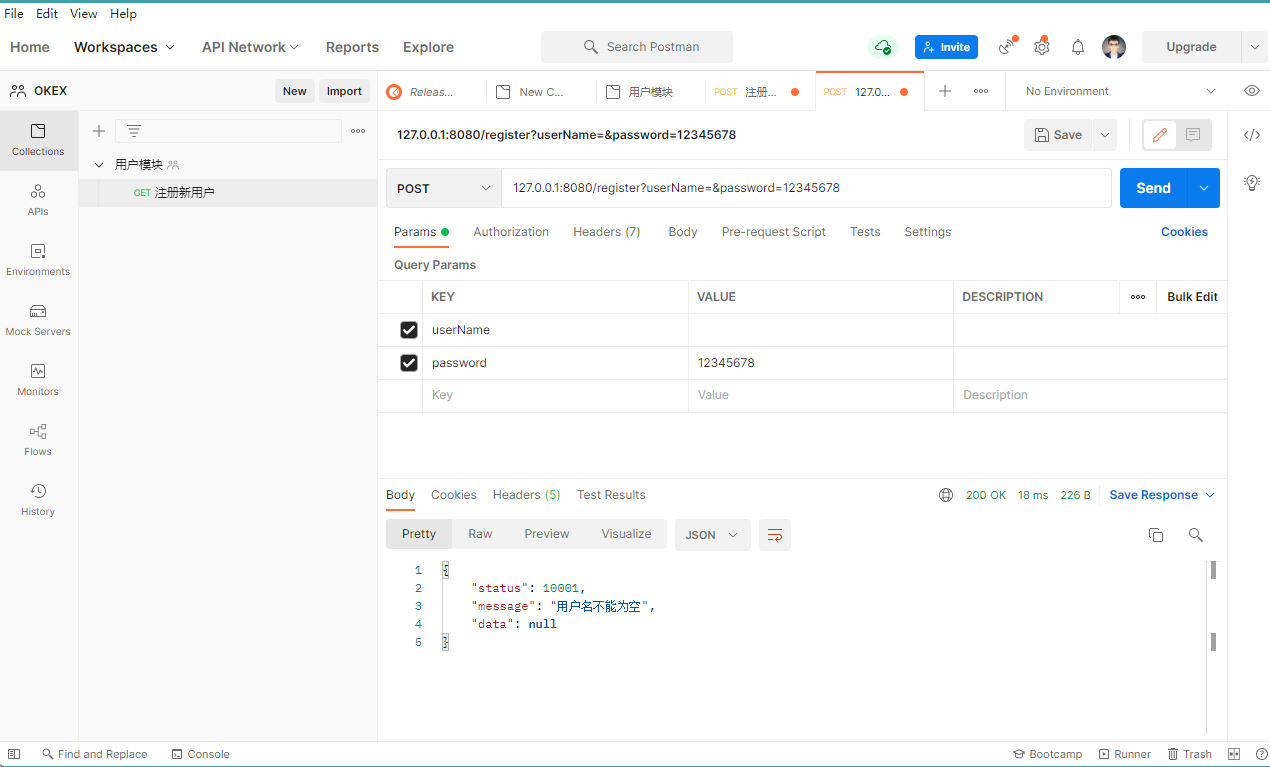 File Edit View Help
Home Workspaces API Network Reports Explore Search Postman Invite Upgrade
OKEX New Import Releas... New C... 用户模块 POST 注册... POST 127.0... No Environment
Collections
APIs
Environments
Mock Servers
Monitors
Flows
History
用户模块
GET 注册新用户
127.0.0.1:8080/register?userName=&password=12345678 Save
POST 127.0.0.1:8080/register?userName=&password=12345678 Send
Params Authorization Headers (7) Body Pre-request Script Tests Settings Cookies
Query Params
KEY VALUE DESCRIPTION Bulk Edit
userName
password 12345678
Key Value Description
Body Cookies Headers (5) Test Results 200 OK 18 ms 226 B Save Response
Pretty Raw Preview Visualize JSON
1 {
2 "status": 10001,
3 "message": "用户名不能为空",
4 "data": null
5 }
Find and Replace Console Bootcamp Runner Trash